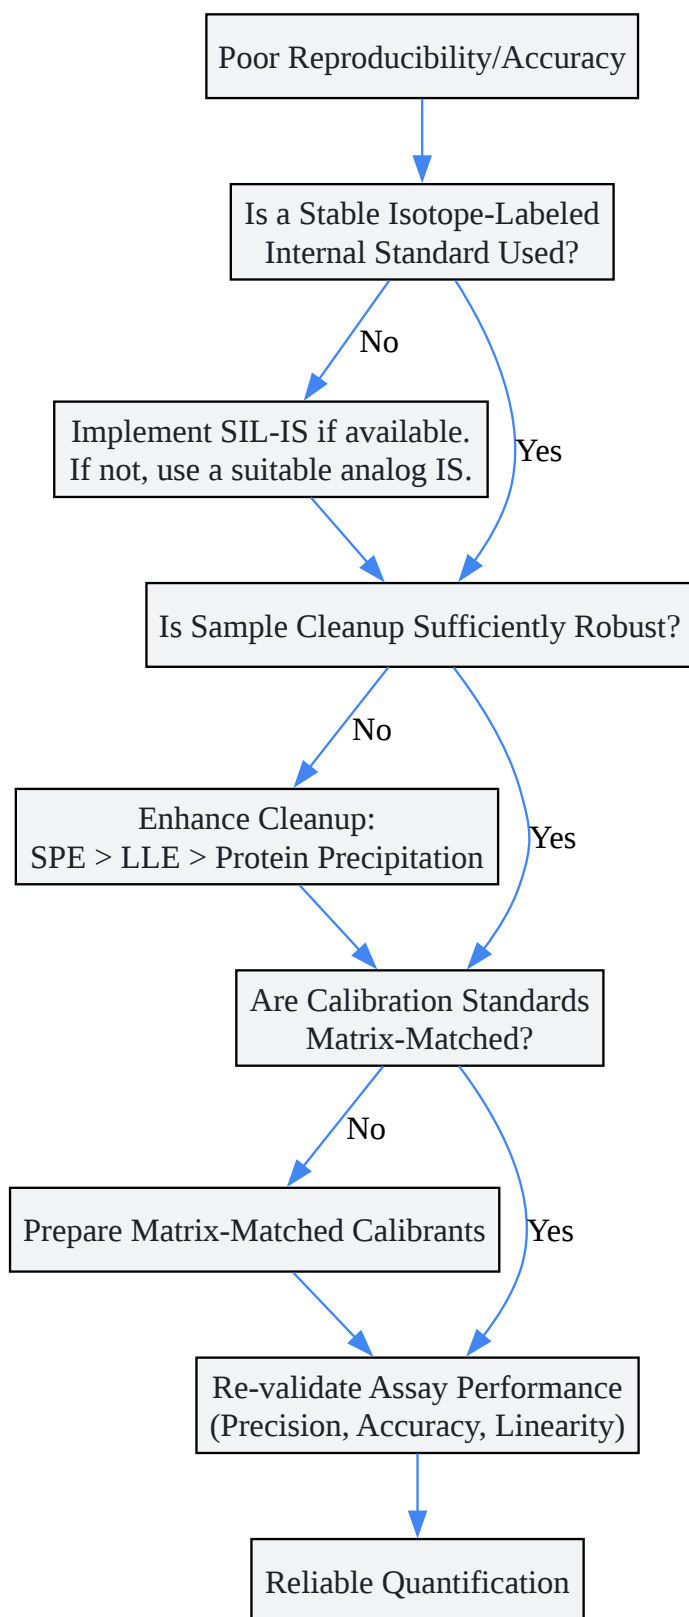 Poor Reproducibility/Accuracy
Is a Stable Isotope-Labeled
Internal Standard Used?
No
Implement SIL-IS if available.
If not, use a suitable analog IS.
Yes
Is Sample Cleanup Sufficiently Robust?
No
Enhance Cleanup:
SPE > LLE > Protein Precipitation
Yes
Are Calibration Standards
Matrix-Matched?
No
Prepare Matrix-Matched Calibrants
Yes
Re-validate Assay Performance
(Precision, Accuracy, Linearity)
Reliable Quantification